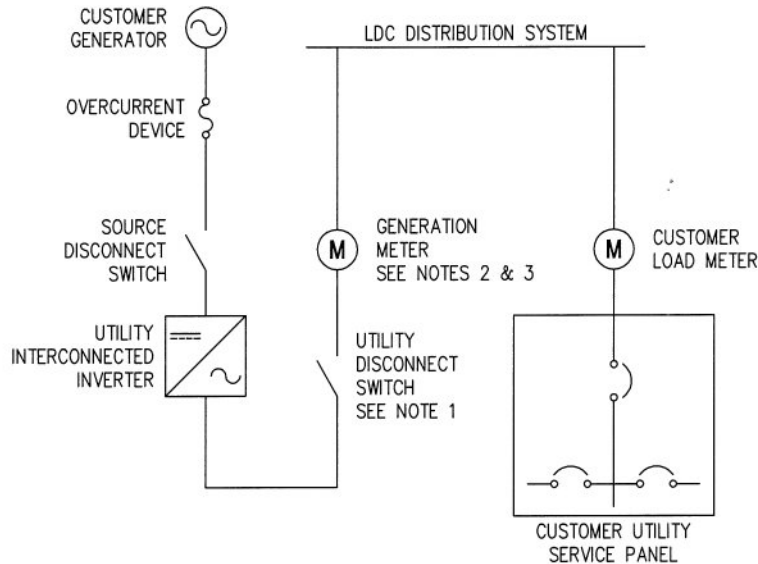 CUSTOMER
GENERATOR
LDC DISTRIBUTION SYSTEM
OVERCURRENT
DEVICE
SOURCE
DISCONNECT
SWITCH
M
GENERATION
METER
SEE NOTES 2 & 3
M
CUSTOMER
LOAD METER
UTILITY
INTERCONNECTED
INVERTER
UTILITY
DISCONNECT
SWITCH
SEE NOTE 1
CUSTOMER UTILITY
SERVICE PANEL